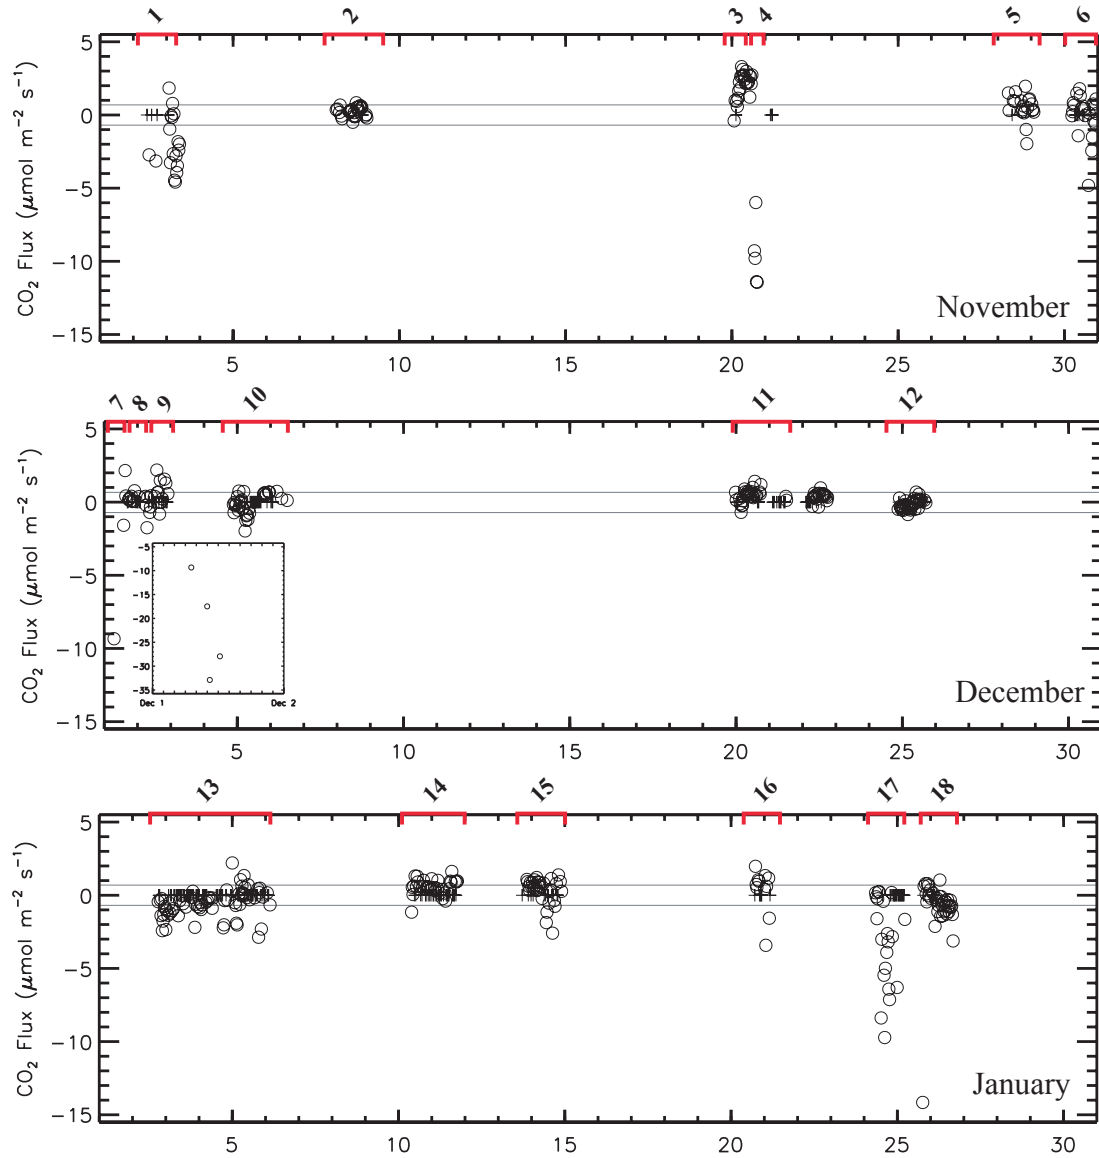 1 2 3 4 5 6
5
0
−5
−10
−15
CO₂ Flux (μmol m⁻² s⁻¹)
November
5 10 15 20 25 30
7 8 9 10 11 12
5
0
−5
−10
−15
CO₂ Flux (μmol m⁻² s⁻¹)
−5
−10
−15
−20
−25
−30
−35
Dec 1 Dec 2
December
5 10 15 20 25 30
13 14 15 16 17 18
5
0
−5
−10
−15
CO₂ Flux (μmol m⁻² s⁻¹)
January
5 10 15 20 25 30